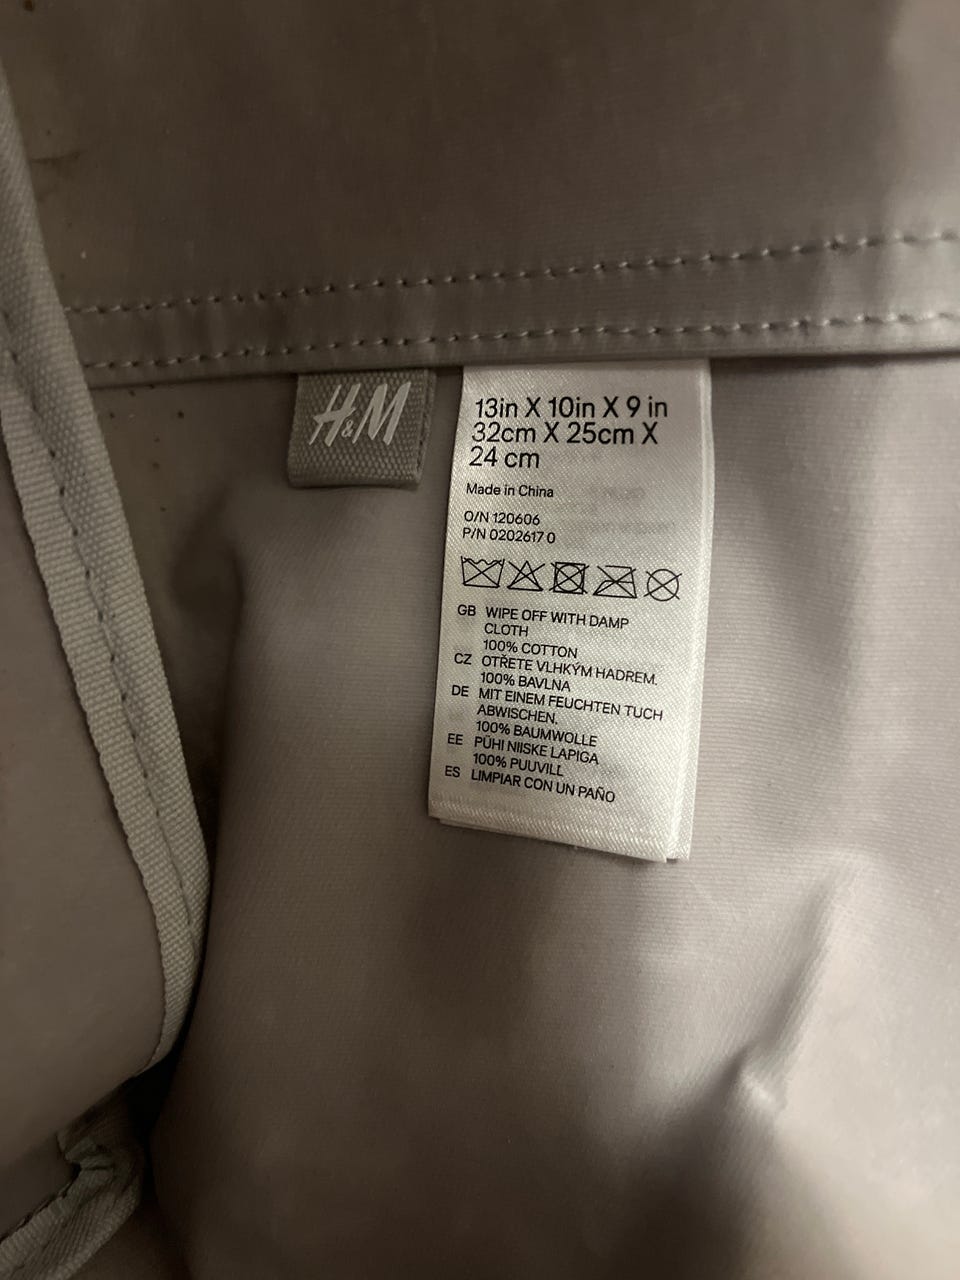 H&M
13in X 10in X 9 in
32cm X 25cm X
24 cm
Made in China
O/N 120606
P/N 0202617 0
GB WIPE OFF WITH DAMP
CLOTH
100% COTTON
CZ OTŘETE VLHKÝM HADREM.
100% BAVLNA
DE MIT EINEM FEUCHTEN TUCH
ABWISCHEN.
100% BAUMWOLLE
EE PÜHI NIISKE LAPIGA
100% PUUVILL
ES LIMPIAR CON UN PAÑO